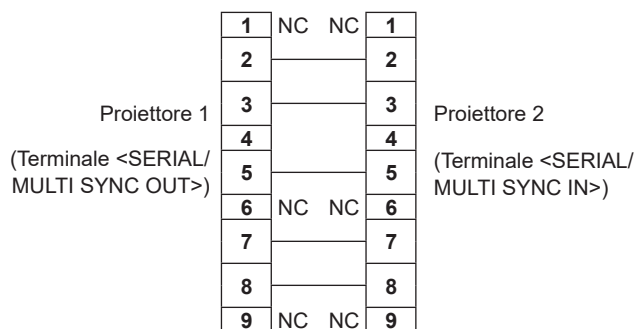 1 NC NC 1
2 2
Proiettore 1 3 3 Proiettore 2
4 4
(Terminale <SERIAL/ 5 5 (Terminale <SERIAL/
MULTI SYNC OUT>) MULTI SYNC IN>)
6 NC NC 6
7 7
8 8
9 NC NC 9